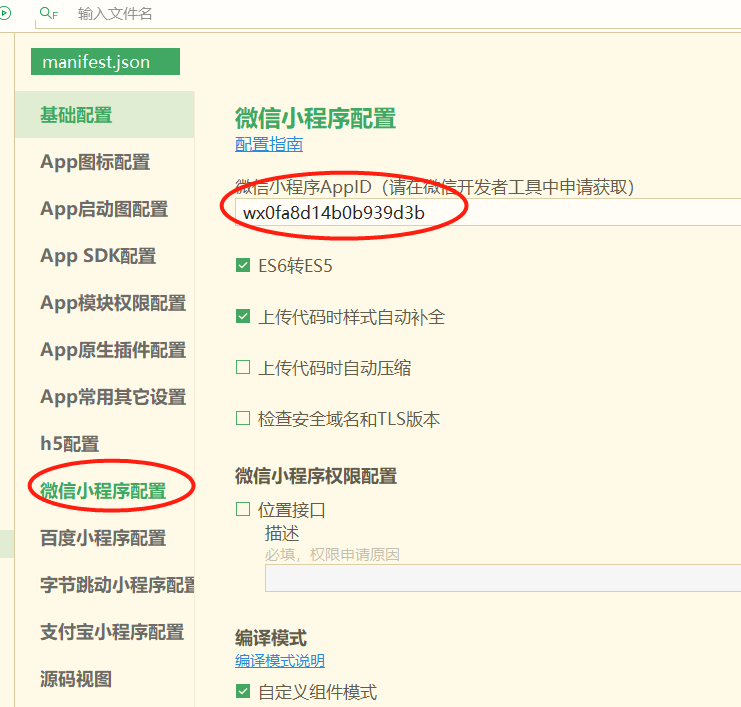 输入文件名
manifest.json
基础配置
App图标配置
App启动图配置
App SDK配置
App模块权限配置
App原生插件配置
App常用其它设置
h5配置
微信小程序配置
百度小程序配置
字节跳动小程序配置
支付宝小程序配置
源码视图
微信小程序配置
配置指南
微信小程序AppID（请在微信开发者工具中申请获取）
wx0fa8d14b0b939d3b
ES6转ES5
上传代码时样式自动补全
上传代码时自动压缩
检查安全域名和TLS版本
微信小程序权限配置
位置接口
描述
必填，权限申请原因
编译模式
编译模式说明
自定义组件模式